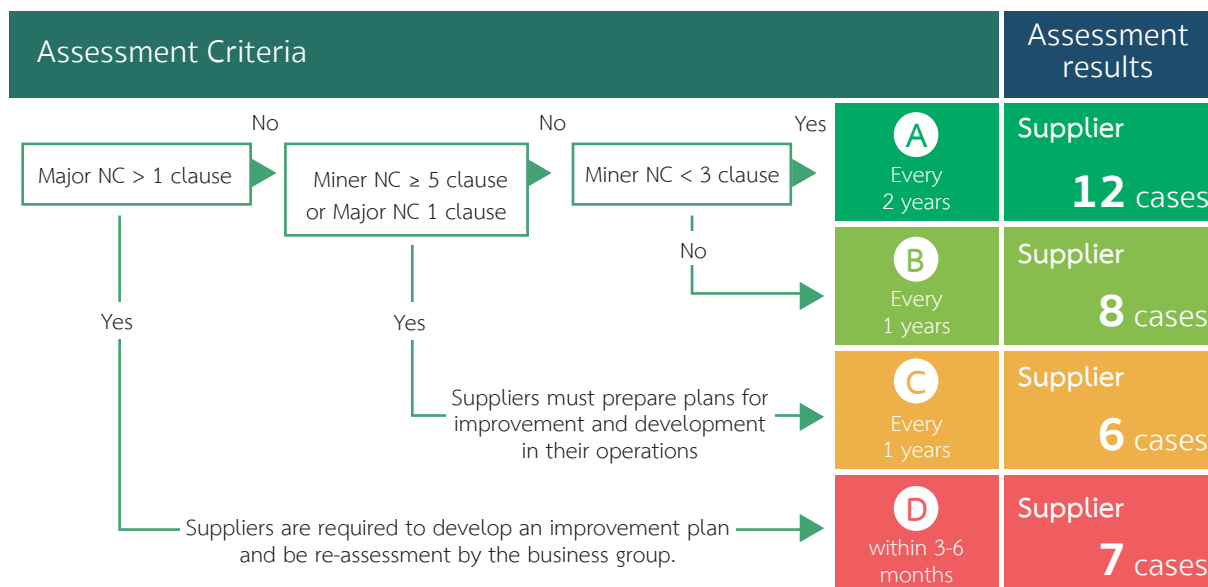 Assessment Criteria
Assessment
results
No
No
Yes
Major NC > 1 clause
Miner NC ≥ 5 clause
or Major NC 1 clause
Miner NC < 3 clause
A
Every
2 years
Supplier
12 cases
No
B
Every
1 years
Supplier
8 cases
Yes
Yes
Suppliers must prepare plans for
improvement and development
in their operations
C
Every
1 years
Supplier
6 cases
Suppliers are required to develop an improvement plan
and be re-assessment by the business group.
D
within 3-6
months
Supplier
7 cases